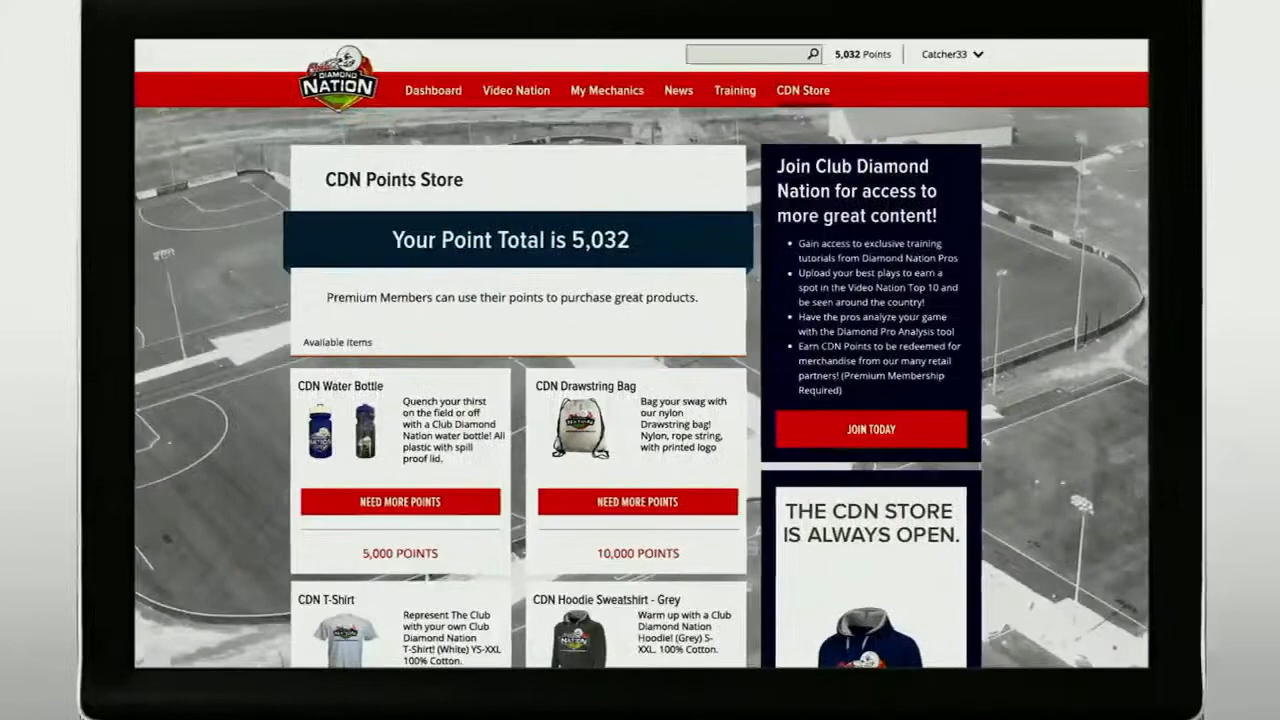 5,032 Points
Catcher33
DIAMOND
NATION
Dashboard
Video Nation
My Mechanics
News
Training
CDN Store
CDN Points Store
Your Point Total is 5,032
Premium Members can use their points to purchase great products.
Available items
CDN Water Bottle
Quench your thirst
on the field or off
with a Club Diamond
Nation water bottle! All
plastic with spill
proof lid.
NEED MORE POINTS
5,000 POINTS
CDN Drawstring Bag
Bag your swag with
our nylon
Drawstring bag!
Nylon, rope string,
with printed logo
NATION
NEED MORE POINTS
10,000 POINTS
CDN T-Shirt
Represent The Club
with your own Club
Diamond Nation
T-Shirt! (White) YS-XXL
100% Cotton.
CDN Hoodie Sweatshirt - Grey
Warm up with a Club
Diamond Nation
Hoodie! (Grey) S-
XXL. 100% Cotton.
NATION
Join Club Diamond
Nation for access to
more great content!
Gain access to exclusive training
tutorials from Diamond Nation Pros
Upload your best plays to earn a
spot in the Video Nation Top 10 and
be seen around the country!
Have the pros analyze your game
with the Diamond Pro Analysis tool
Earn CDN Points to be redeemed for
merchandise from our many retail
partners! (Premium Membership
Required)
JOIN TODAY
THE CDN STORE
IS ALWAYS OPEN.